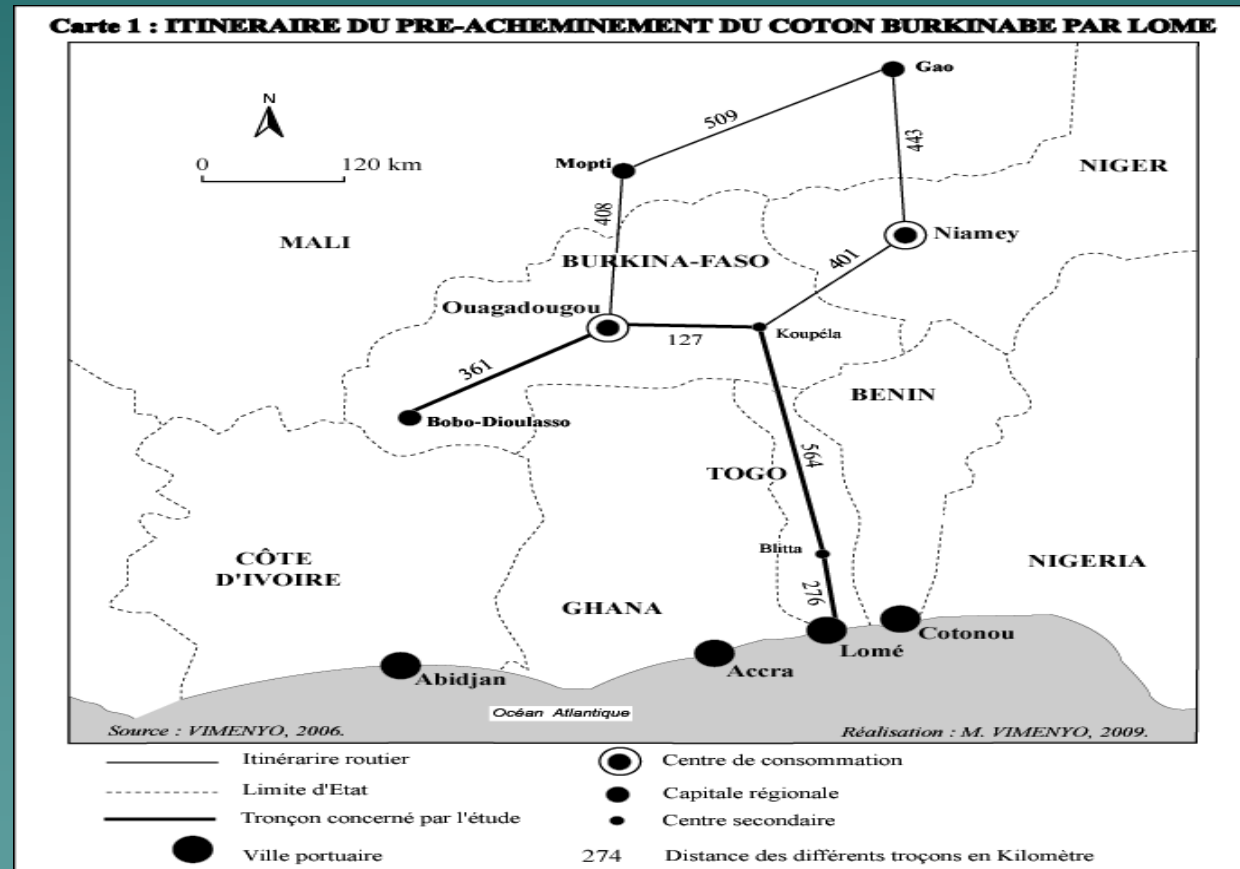 Carte 1 : ITINERAIRE DU PRE-ACHEMINEMENT DU COTON BURKINABE PAR LOME
Gao
N
509
443
0 120 km
Mopti
NIGER
408
MALI
Niamey
BURKINA-FASO
401
Ouagadougou
127
Koupéla
361
BENIN
Bobo-Dioulasso
564
TOGO
Blitta
CÔTE
D'IVOIRE
NIGERIA
276
GHANA
Cotonou
Lomé
Accra
Abidjan
Océan Atlantique
Source : VIMENYO, 2006.
Réalisation : M. VIMENYO, 2009.
Itinérarire routier
Centre de consommation
Limite d'Etat
Capitale régionale
Tronçon concerné par l'étude
Centre secondaire
Ville portuaire
274 Distance des différents troçons en Kilomètre